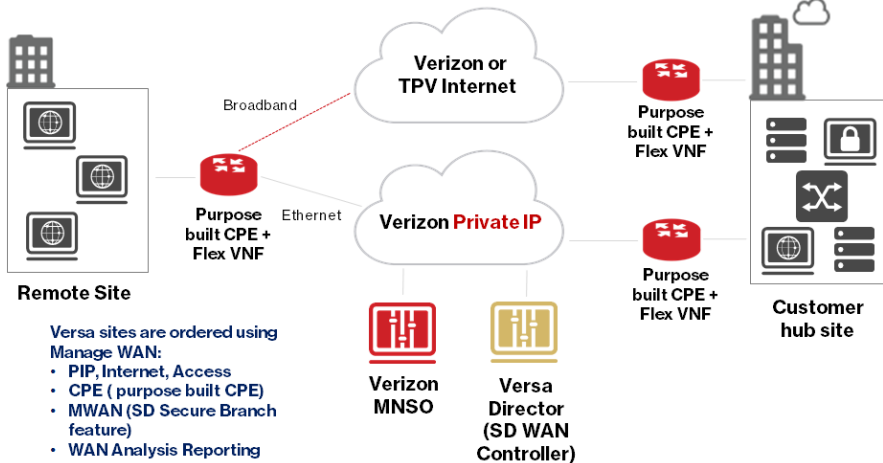 Verizon or
TPV Internet
Broadband
Purpose
built CPE +
Flex VNF
Ethernet
Verizon Private IP
Purpose
built CPE +
Flex VNF
Purpose
built CPE +
Flex VNF
Remote Site
Customer
hub site
Versa sites are ordered using
Manage WAN:
• PIP, Internet, Access
• CPE ( purpose built CPE)
• MWAN (SD Secure Branch
feature)
• WAN Analysis Reporting
Verizon
MNSO
Versa
Director
(SD WAN
Controller)